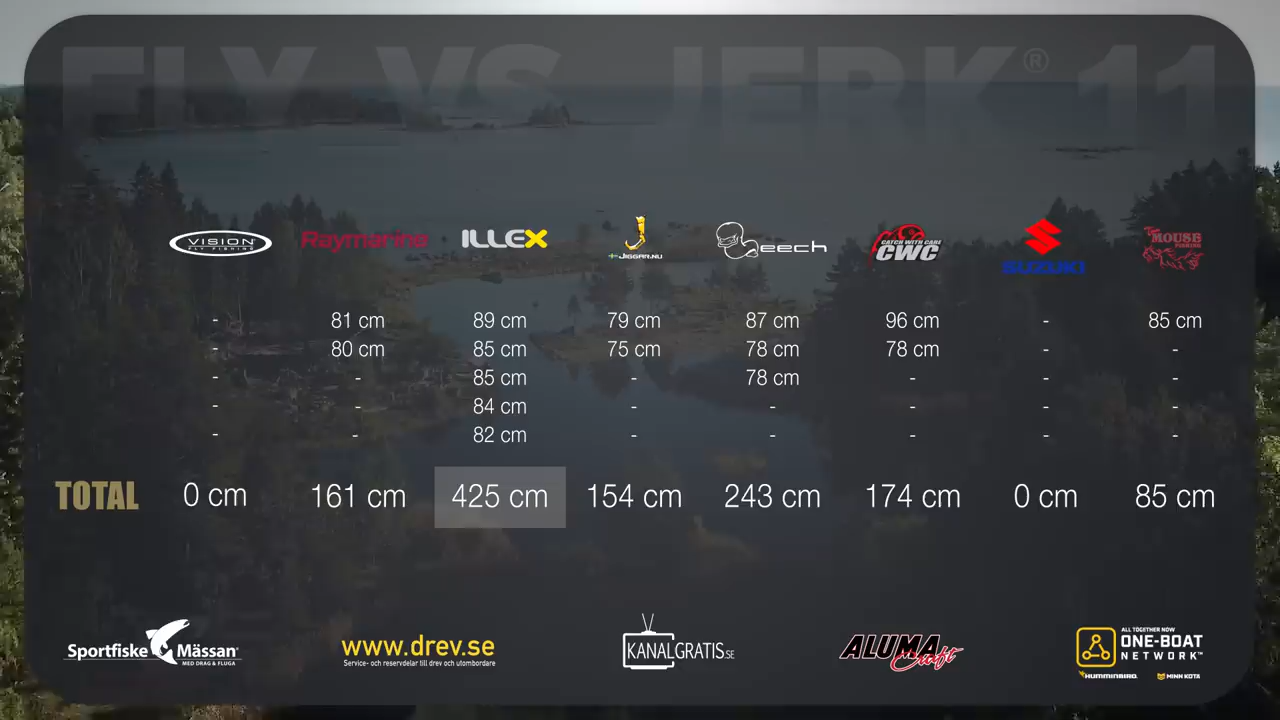 FLY VS JERK® 11
VISION®
FLY FISHING
Raymarine
ILLEX
JIGGAR.NU
eech
CATCH WITH CARE
CWC
SUZUKI
THE MOUSE
FISHING
- 81 cm 89 cm 79 cm 87 cm 96 cm - 85 cm
- 80 cm 85 cm 75 cm 78 cm 78 cm - -
- - 85 cm - 78 cm - - -
- - 84 cm - - - - -
- - 82 cm - - - - -
TOTAL 0 cm 161 cm 425 cm 154 cm 243 cm 174 cm 0 cm 85 cm
Sportfiske Mässan
MED DRAG & FLUGA
www.drev.se
Service- och reservdelar till drev och utombordare
KANALGRATIS.SE
ALUMA
Craft
ALL TOGETHER NOW
ONE-BOAT
NETWORK™
HUMMINBIRD. MINN KOTA